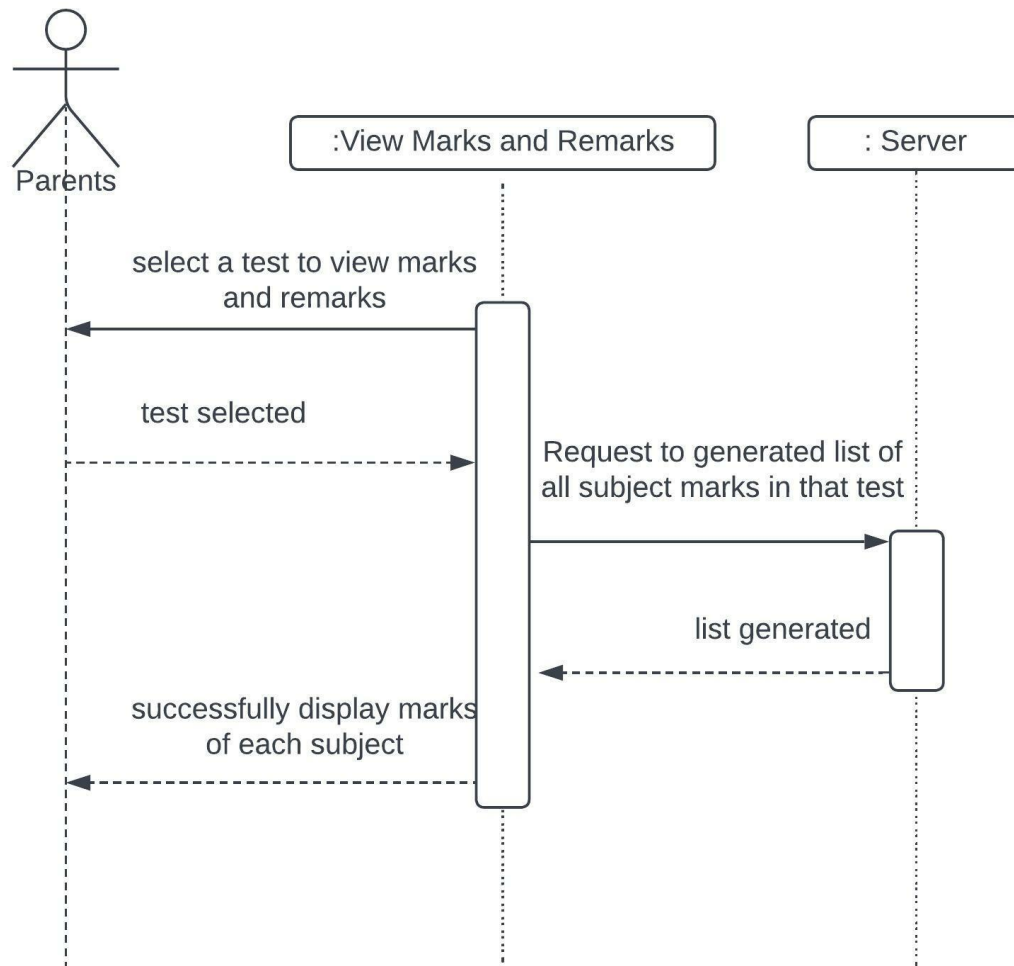 :View Marks and Remarks
: Server
Parents
select a test to view marks
and remarks
test selected
Request to generated list of
all subject marks in that test
list generated
successfully display marks
of each subject